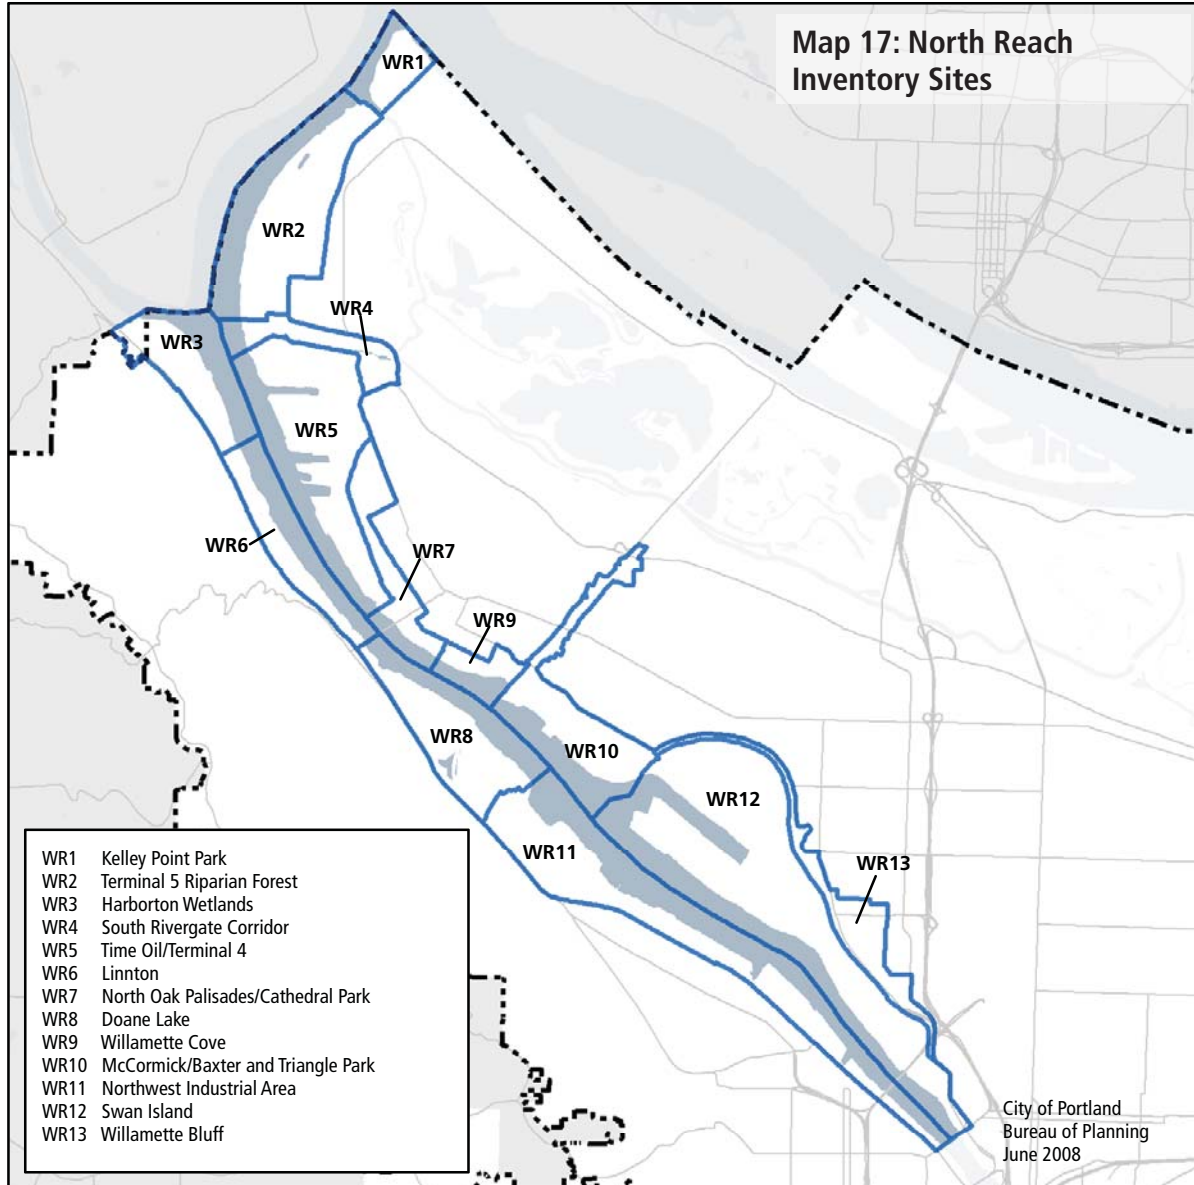 Map 17: North Reach
Inventory Sites
WR1
WR2
WR4
WR3
WR5
WR6
WR7
WR9
WR8
WR10
WR12
WR11
WR13
WR1 Kelley Point Park
WR2 Terminal 5 Riparian Forest
WR3 Harborton Wetlands
WR4 South Rivergate Corridor
WR5 Time Oil/Terminal 4
WR6 Linnton
WR7 North Oak Palisades/Cathedral Park
WR8 Doane Lake
WR9 Willamette Cove
WR10 McCormick/Baxter and Triangle Park
WR11 Northwest Industrial Area
WR12 Swan Island
WR13 Willamette Bluff
City of Portland
Bureau of Planning
June 2008